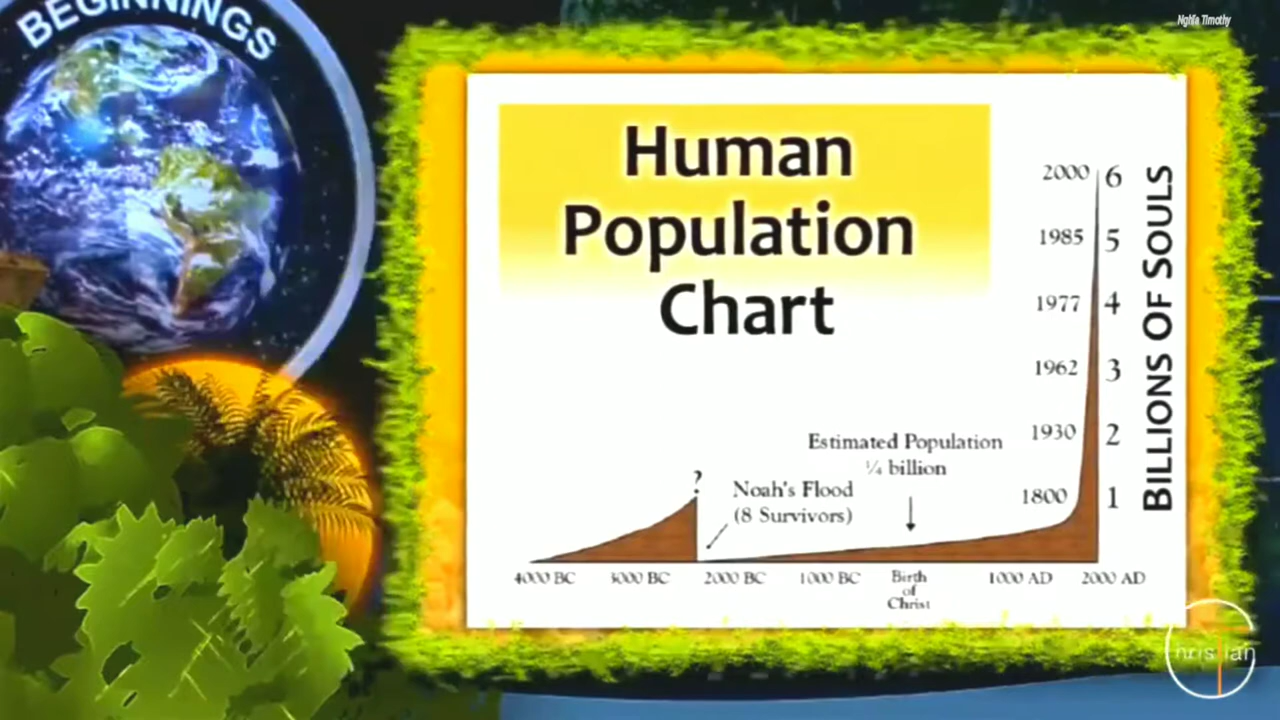 BEGINNINGS
Nghĩa Timothy
Human
Population
Chart
2000 6
1985 5
1977 4
1962 3
1930 2
1800 1
BILLIONS OF SOULS
Estimated Population
¼ billion
?
Noah's Flood
(8 Survivors)
4000 BC 3000 BC 2000 BC 1000 BC Birth of Christ 1000 AD 2000 AD
christian